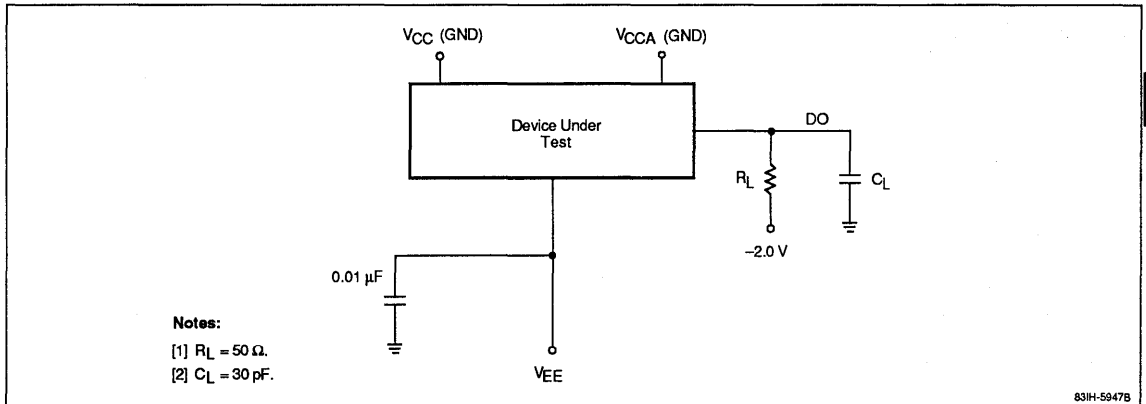 VCC (GND)
VCCA (GND)
Device Under
Test
DO
RL
CL
–2.0 V
0.01 μF
VEE
Notes:
[1] RL = 50 Ω.
[2] CL = 30 pF.
83IH-5947B